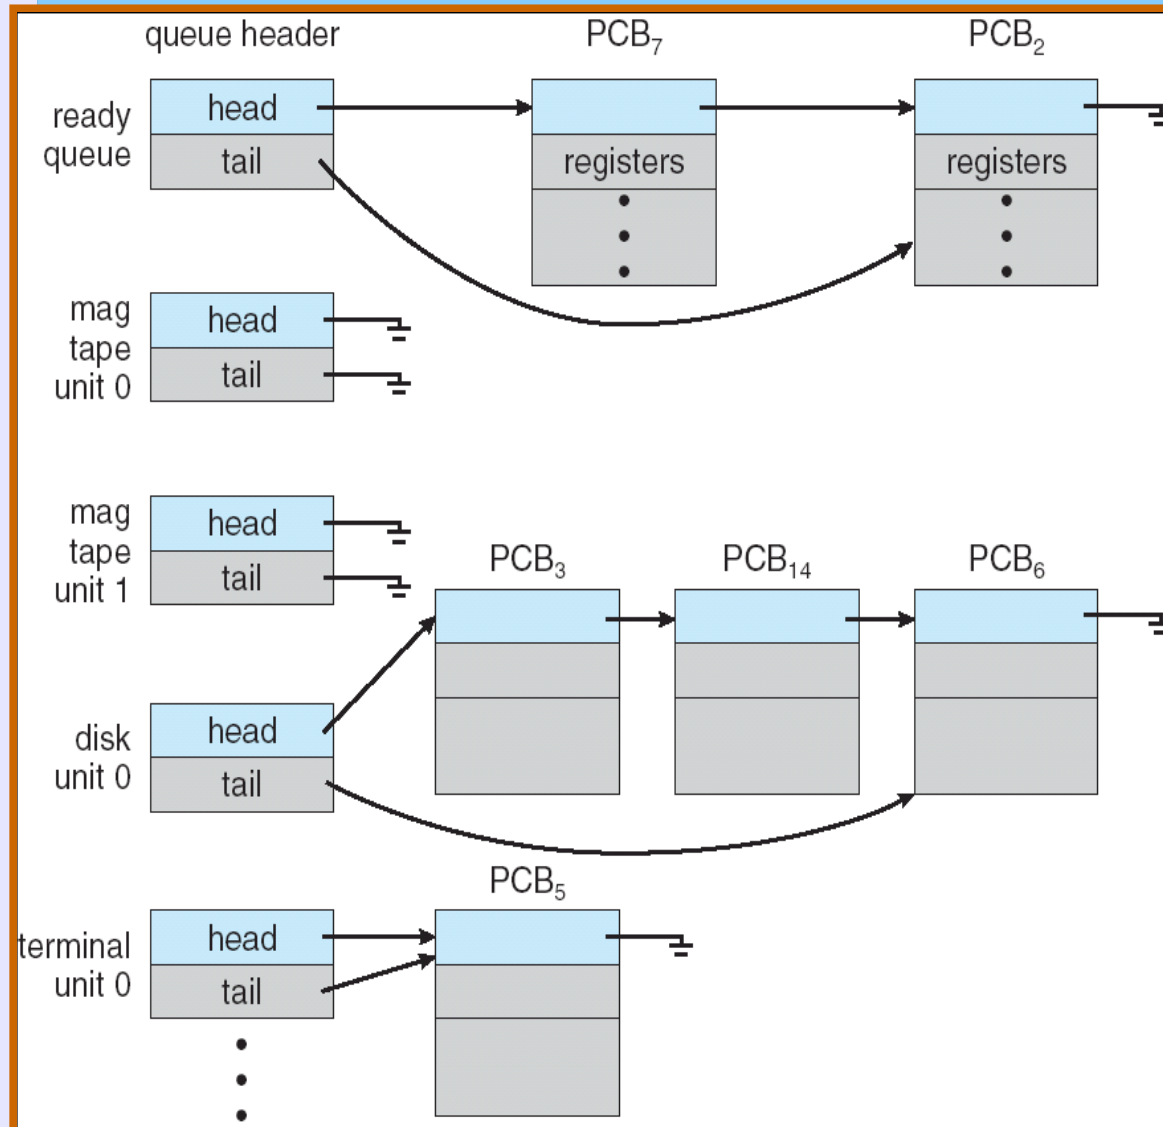 queue header
PCB7
PCB2
ready
queue
head
tail
registers
registers
mag
tape
unit 0
head
tail
mag
tape
unit 1
head
tail
PCB3
PCB14
PCB6
disk
unit 0
head
tail
PCB5
terminal
unit 0
head
tail